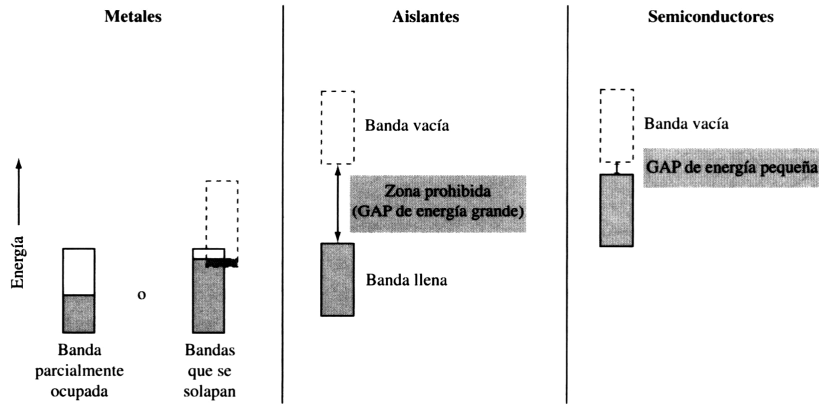 Metales
Aislantes
Semiconductores
Energía
o
Banda
parcialmente
ocupada
Bandas
que se
solapan
Banda vacía
Zona prohibida
(GAP de energía grande)
Banda llena
Banda vacía
GAP de energía pequeña